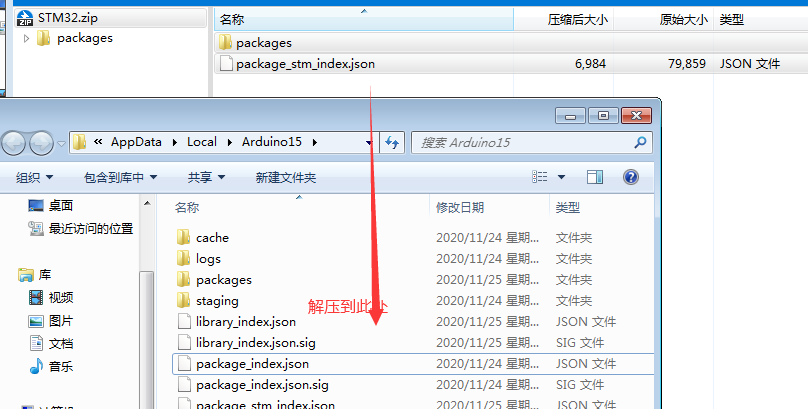 STM32.zip
packages
名称 压缩后大小 原始大小 类型
packages
package_stm_index.json 6,984 79,859 JSON 文件
« AppData Local Arduino15
搜索 Arduino15
组织 包含到库中 共享 新建文件夹
桌面
最近访问的位置
库
视频
图片
文档
音乐
名称 修改日期 类型
cache 2020/11/24 星期... 文件夹
logs 2020/11/24 星期... 文件夹
packages 2020/11/25 星期... 文件夹
staging 2020/11/24 星期... 文件夹
解压到此处
library_index.json 2020/11/25 星期... JSON 文件
library_index.json.sig 2020/11/25 星期... SIG 文件
package_index.json 2020/11/24 星期... JSON 文件
package_index.json.sig 2020/11/24 星期... SIG 文件
package_stm_index.json 2020/11/25 星期... JSON 文件